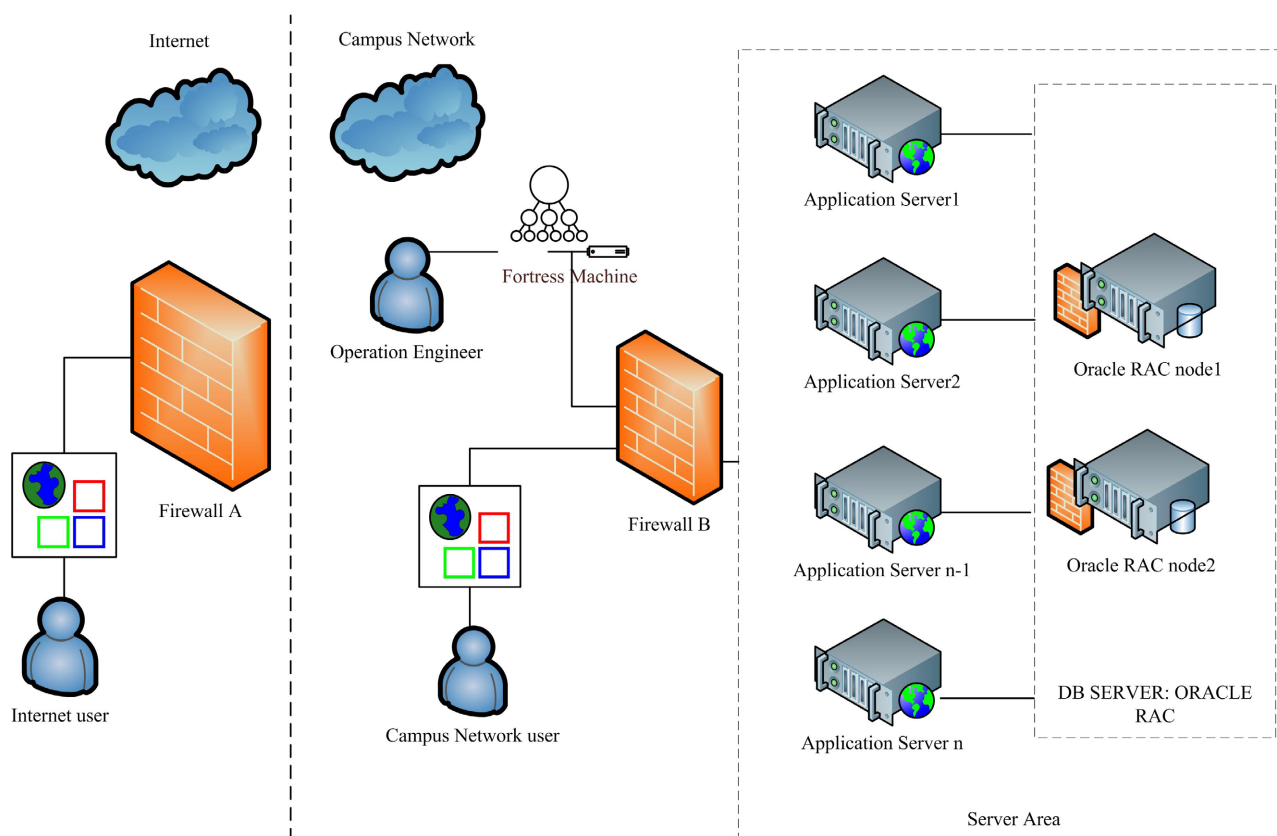 Internet
Campus Network
Application Server1
Fortress Machine
Operation Engineer
Application Server2
Oracle RAC node1
Firewall A
Firewall B
Application Server n-1
Oracle RAC node2
Internet user
Campus Network user
Application Server n
DB SERVER: ORACLE
RAC
Server Area